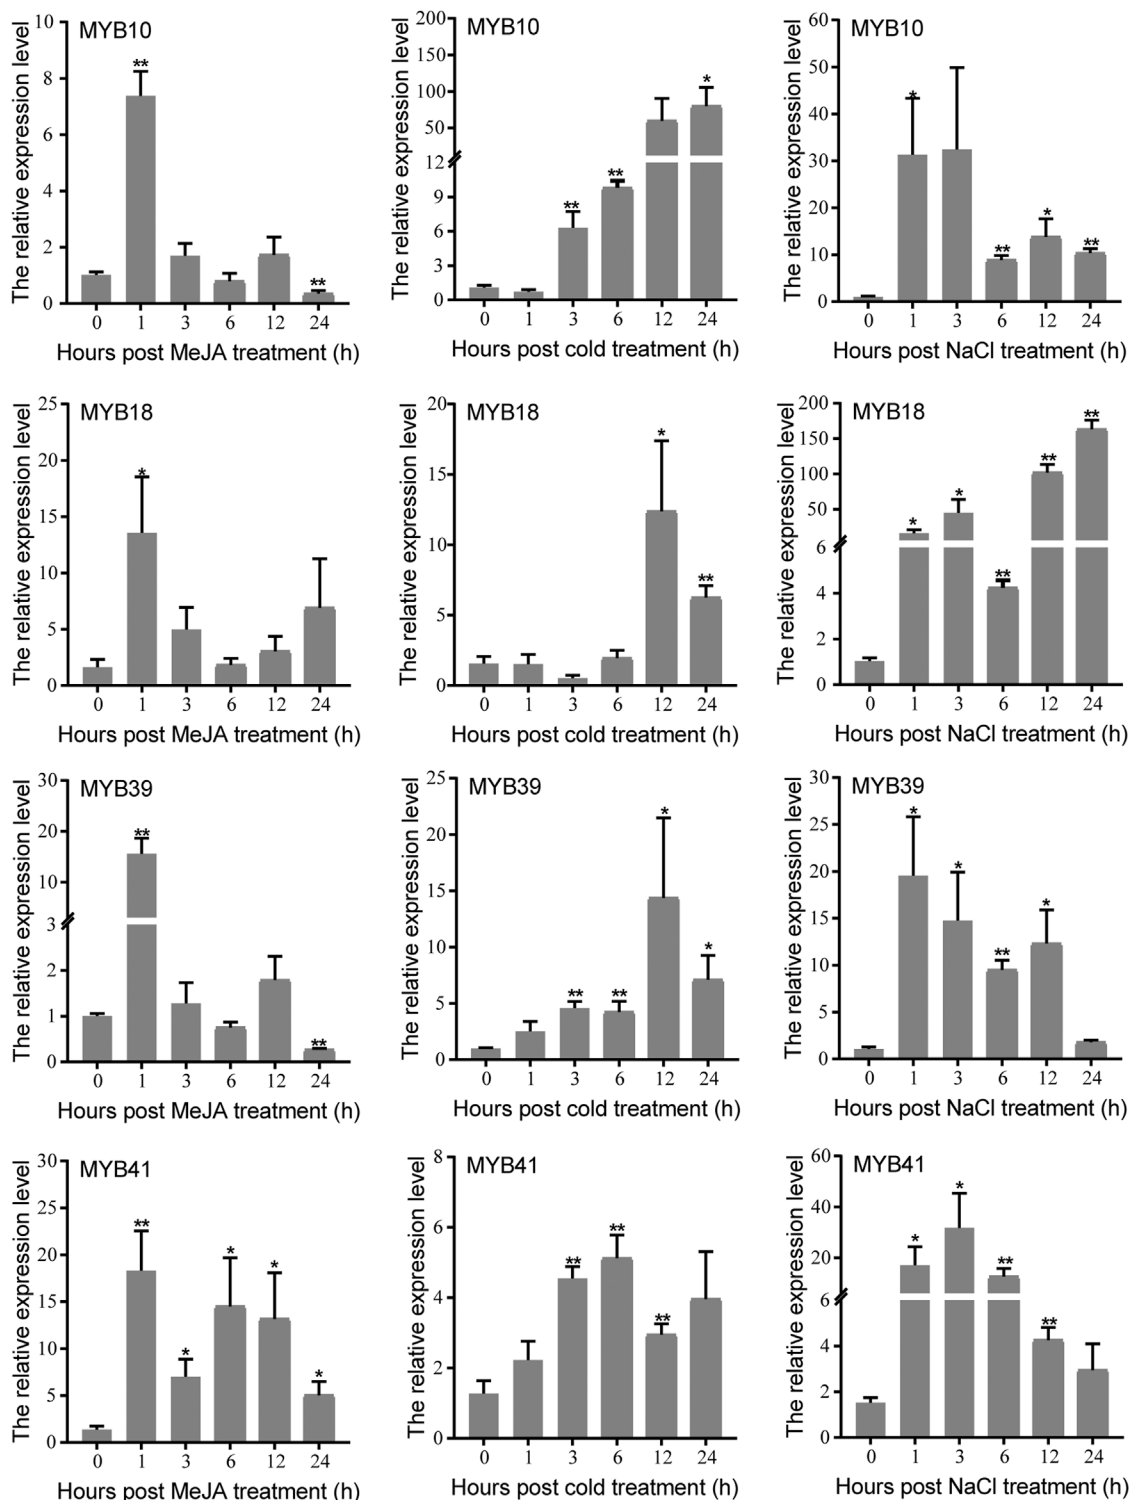 The relative expression level
MYB10
10
8
6
4
2
0
**
**
0 1 3 6 12 24
Hours post MeJA treatment (h)
The relative expression level
MYB10
200
150
100
50
12
9
6
3
0
**
**
*
0 1 3 6 12 24
Hours post cold treatment (h)
The relative expression level
MYB10
60
50
40
30
20
10
0
*
**
*
**
0 1 3 6 12 24
Hours post NaCl treatment (h)
The relative expression level
MYB18
25
20
15
10
5
0
*
0 1 3 6 12 24
Hours post MeJA treatment (h)
The relative expression level
MYB18
20
15
10
5
0
*
**
0 1 3 6 12 24
Hours post cold treatment (h)
The relative expression level
MYB18
200
150
100
50
6
4
2
0
*
*
**
**
**
0 1 3 6 12 24
Hours post NaCl treatment (h)
The relative expression level
MYB39
30
20
10
3
2
1
0
**
**
0 1 3 6 12 24
Hours post MeJA treatment (h)
The relative expression level
MYB39
25
20
15
10
5
0
**
**
*
*
0 1 3 6 12 24
Hours post cold treatment (h)
The relative expression level
MYB39
30
25
20
15
10
5
0
*
*
**
*
0 1 3 6 12 24
Hours post NaCl treatment (h)
The relative expression level
MYB41
30
25
20
15
10
5
0
**
*
*
*
*
0 1 3 6 12 24
Hours post MeJA treatment (h)
The relative expression level
MYB41
8
6
4
2
0
**
**
**
0 1 3 6 12 24
Hours post cold treatment (h)
The relative expression level
MYB41
60
40
20
6
4
2
0
*
*
**
**
0 1 3 6 12 24
Hours post NaCl treatment (h)